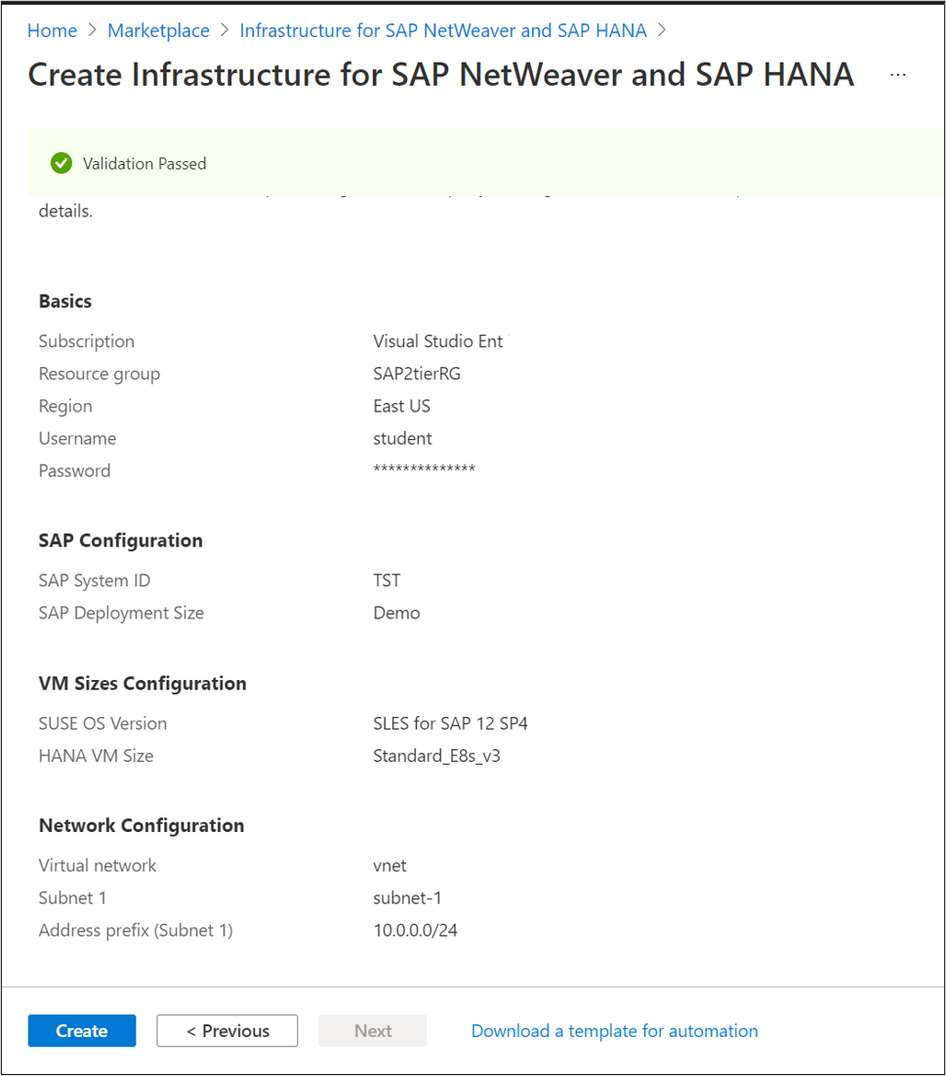 Home > Marketplace > Infrastructure for SAP NetWeaver and SAP HANA >
Create Infrastructure for SAP NetWeaver and SAP HANA ...
Validation Passed
details.
Basics
Subscription Visual Studio Ent
Resource group SAP2tierRG
Region East US
Username student
Password **************
SAP Configuration
SAP System ID TST
SAP Deployment Size Demo
VM Sizes Configuration
SUSE OS Version SLES for SAP 12 SP4
HANA VM Size Standard_E8s_v3
Network Configuration
Virtual network vnet
Subnet 1 subnet-1
Address prefix (Subnet 1) 10.0.0.0/24
Create < Previous Next Download a template for automation